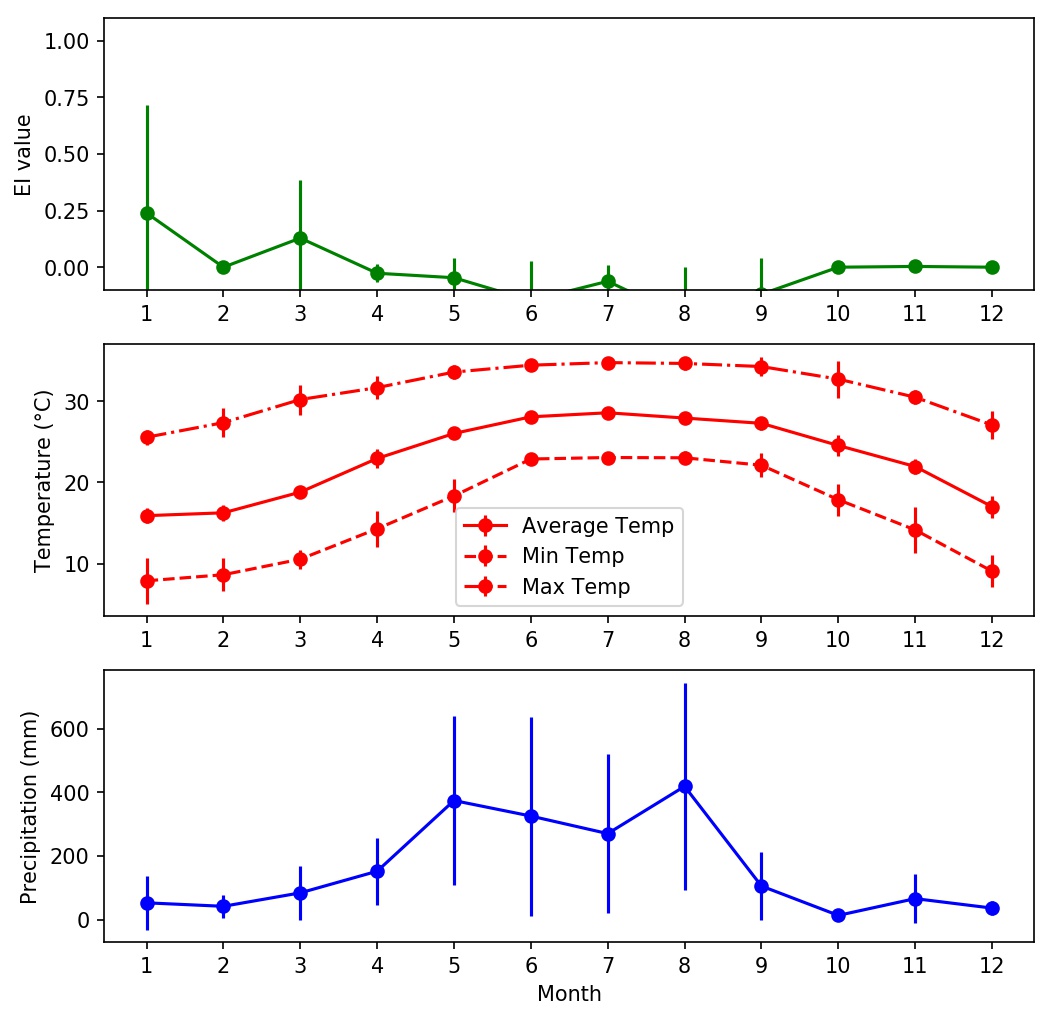 EI value
1.00
0.75
0.50
0.25
0.00
1 2 3 4 5 6 7 8 9 10 11 12
Temperature (°C)
30
20
10
Average Temp
Min Temp
Max Temp
1 2 3 4 5 6 7 8 9 10 11 12
Precipitation (mm)
600
400
200
0
1 2 3 4 5 6 7 8 9 10 11 12
Month